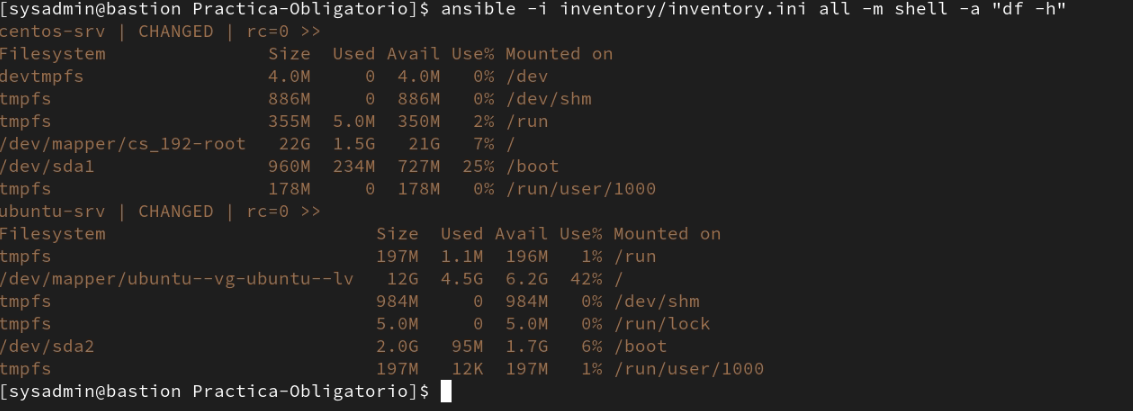 [sysadmin@bastion Practica-Obligatorio]$ ansible -i inventory/inventory.ini all -m shell -a "df -h"
centos-srv | CHANGED | rc=0 >>
Filesystem               Size  Used Avail Use% Mounted on
devtmpfs                 4.0M     0  4.0M   0% /dev
tmpfs                    886M     0  886M   0% /dev/shm
tmpfs                    355M  5.0M  350M   2% /run
/dev/mapper/cs_192-root   22G  1.5G   21G   7% /
/dev/sda1                960M  234M  727M  25% /boot
tmpfs                    178M     0  178M   0% /run/user/1000
ubuntu-srv | CHANGED | rc=0 >>
Filesystem                         Size  Used Avail Use% Mounted on
tmpfs                              197M  1.1M  196M   1% /run
/dev/mapper/ubuntu--vg-ubuntu--lv   12G  4.5G  6.2G  42% /
tmpfs                              984M     0  984M   0% /dev/shm
tmpfs                              5.0M     0  5.0M   0% /run/lock
/dev/sda2                          2.0G   95M  1.7G   6% /boot
tmpfs                              197M   12K  197M   1% /run/user/1000
[sysadmin@bastion Practica-Obligatorio]$